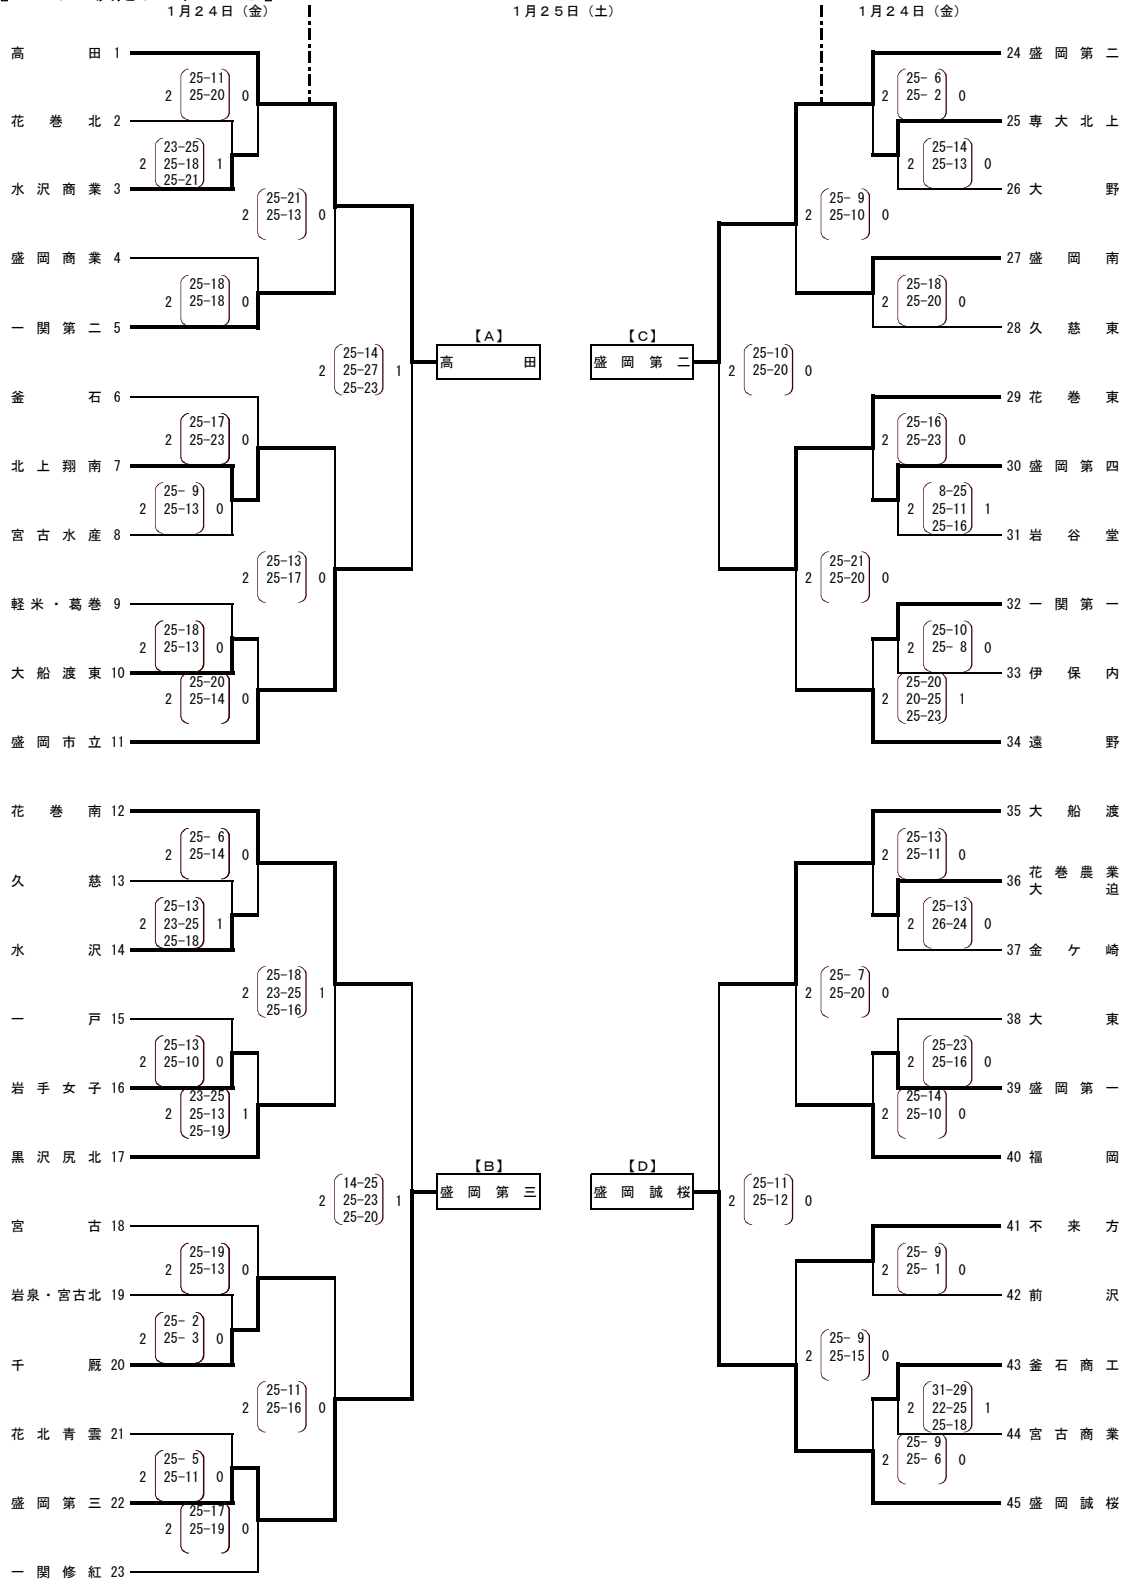 1月24日（金）
1月25日（土）
1月24日（金）
高田 1
25-11
2 25-20 0
花巻北 2
23-25
2 25-18 1
25-21
水沢商業 3
25-21
2 25-13 0
盛岡商業 4
25-18
2 25-18 0
一関第二 5
【A】
高田
25-14
2 25-27 1
25-23
釜石 6
25-17
2 25-23 0
北上翔南 7
25- 9
2 25-13 0
宮古水産 8
25-13
2 25-17 0
軽米・葛巻 9
25-18
2 25-13 0
大船渡東 10
25-20
2 25-14 0
盛岡市立 11
花巻南 12
25- 6
2 25-14 0
久慈 13
25-13
2 23-25 1
25-18
水沢 14
25-18
2 23-25 1
25-16
一戸 15
25-13
2 25-10 0
岩手女子 16
23-25
2 25-13 1
25-19
黒沢尻北 17
【B】
盛岡第三
14-25
2 25-23 1
25-20
宮古 18
25-19
2 25-13 0
岩泉・宮古北 19
25- 2
2 25- 3 0
千厩 20
25-11
2 25-16 0
花北青雲 21
25- 5
2 25-11 0
盛岡第三 22
25-17
2 25-19 0
一関修紅 23
24 盛岡第二
25- 6
2 25- 2 0
25 専大北上
25-14
2 25-13 0
26 大野
25- 9
2 25-10 0
27 盛岡南
25-18
2 25-20 0
28 久慈東
【C】
盛岡第二
25-10
2 25-20 0
29 花巻東
25-16
2 25-23 0
30 盛岡第四
8-25
2 25-11 1
25-16
31 岩谷堂
25-21
2 25-20 0
32 一関第一
25-10
2 25- 8 0
33 伊保内
25-20
2 20-25 1
25-23
34 遠野
35 大船渡
25-13
2 25-11 0
36 花巻農業
大迫
25-13
2 26-24 0
37 金ケ崎
25- 7
2 25-20 0
38 大東
25-23
2 25-16 0
39 盛岡第一
25-14
2 25-10 0
40 福岡
【D】
盛岡誠桜
25-11
2 25-12 0
41 不来方
25- 9
2 25- 1 0
42 前沢
25- 9
2 25-15 0
43 釜石商工
31-29
2 22-25 1
25-18
44 宮古商業
25- 9
2 25- 6 0
45 盛岡誠桜